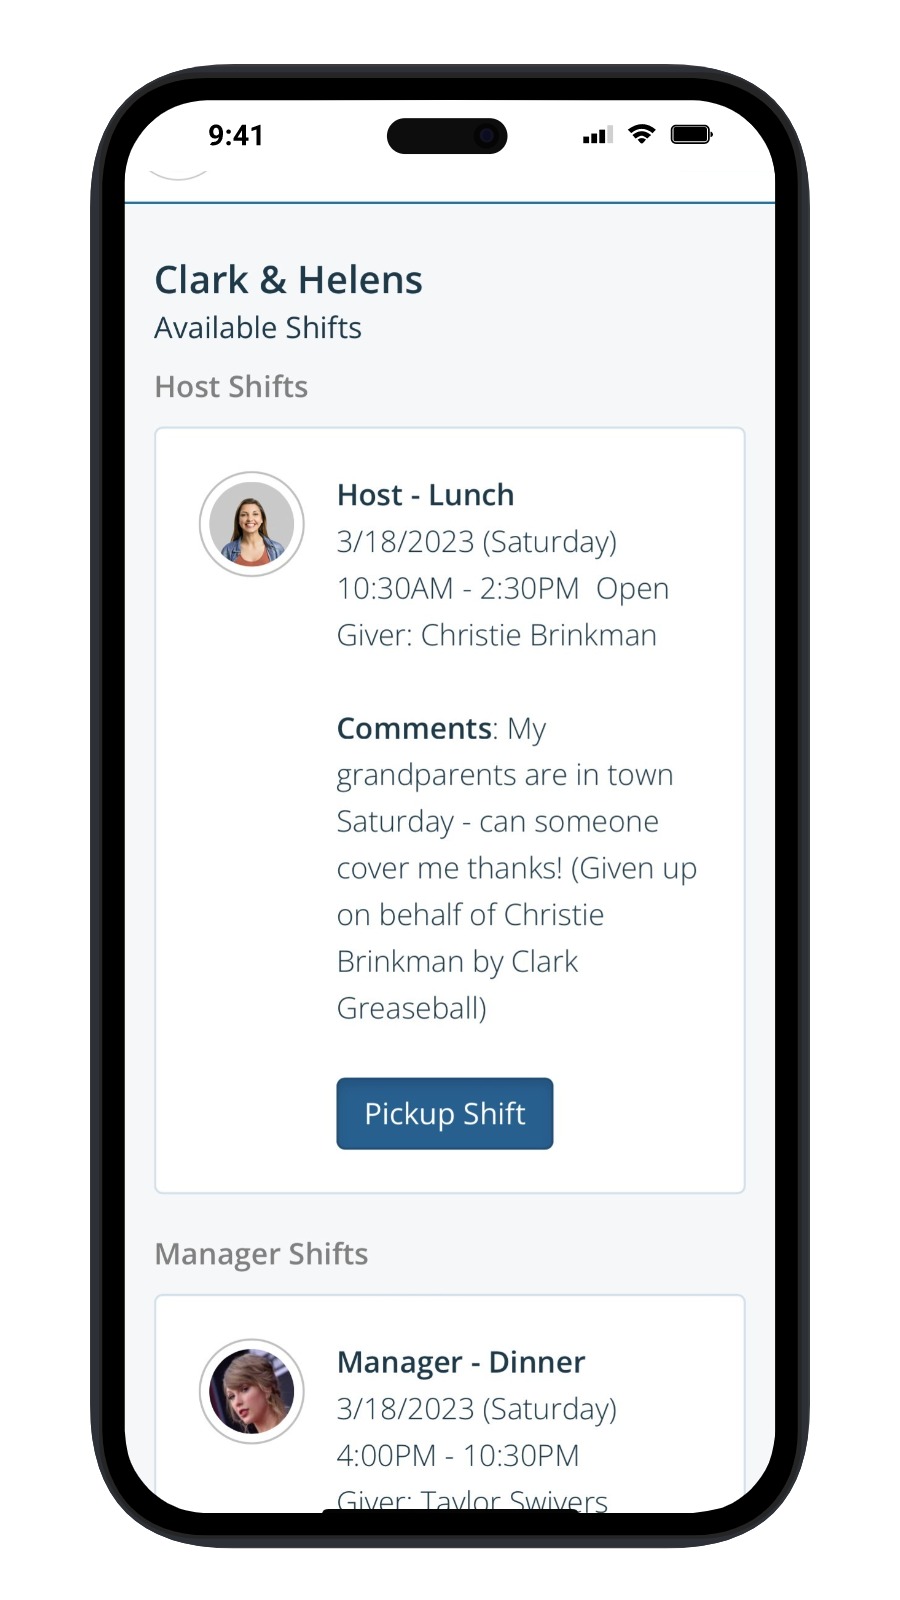 9:41
Clark & Helens
Available Shifts
Host Shifts
Host - Lunch
3/18/2023 (Saturday)
10:30AM - 2:30PM  Open
Giver: Christie Brinkman
Comments: My
grandparents are in town
Saturday - can someone
cover me thanks! (Given up
on behalf of Christie
Brinkman by Clark
Greaseball)
Pickup Shift
Manager Shifts
Manager - Dinner
3/18/2023 (Saturday)
4:00PM - 10:30PM
Giver: Taylor Swivers